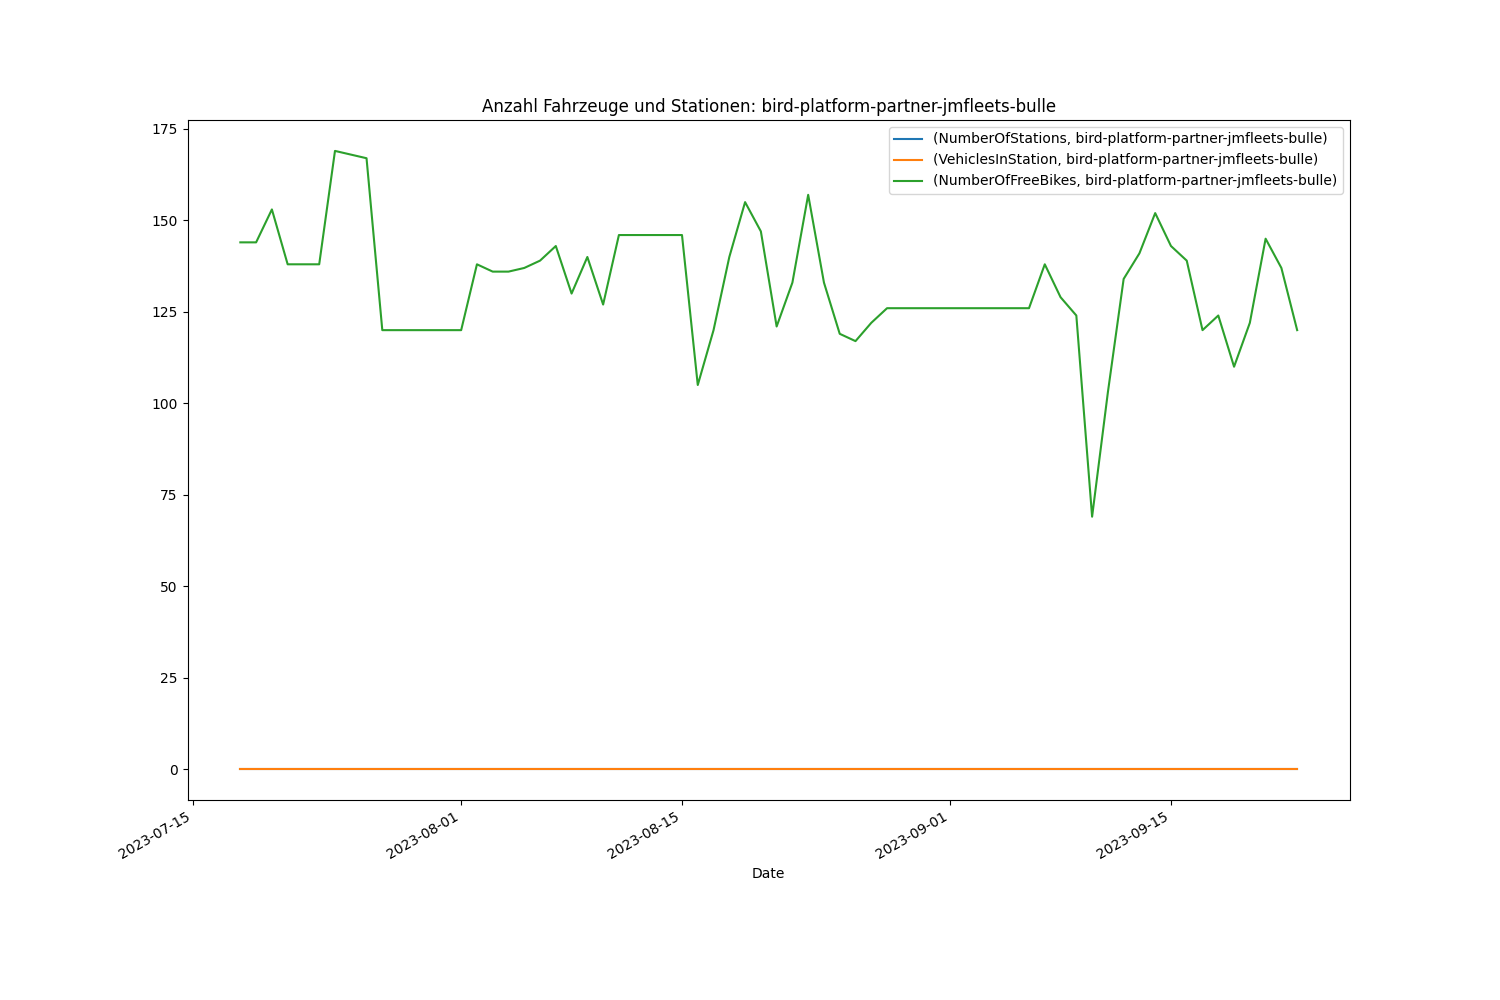 Anzahl Fahrzeuge und Stationen: bird-platform-partner-jmfleets-bulle
(NumberOfStations, bird-platform-partner-jmfleets-bulle)
(VehiclesInStation, bird-platform-partner-jmfleets-bulle)
(NumberOfFreeBikes, bird-platform-partner-jmfleets-bulle)
175
150
125
100
75
50
25
0
2023-07-15
2023-08-01
2023-08-15
2023-09-01
2023-09-15
Date